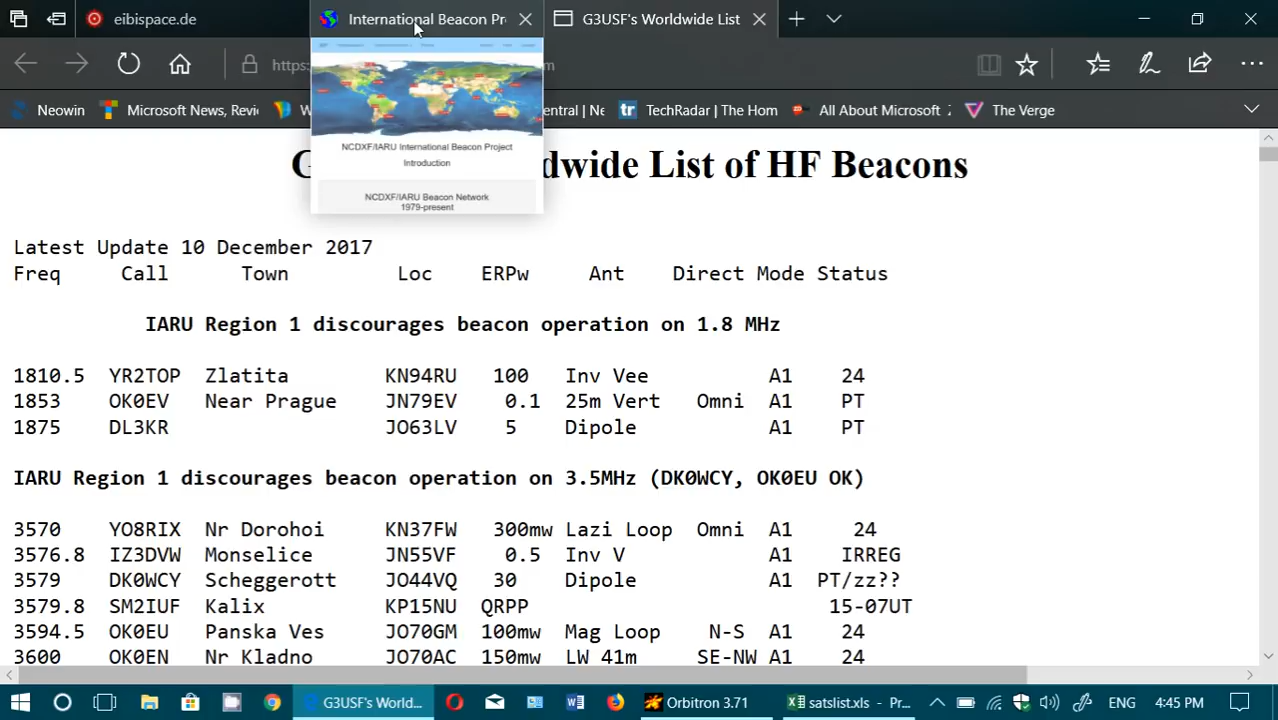 eibispace.de
International Beacon Pr
G3USF's Worldwide List
https:
m
Neowin
Microsoft News, Revi
W
entral | Ne
TechRadar | The Hom
All About Microsoft
The Verge
NCDXF/IARU International Beacon Project
Introduction
NCDXF/IARU Beacon Network
1979-present
G dwide List of HF Beacons
Latest Update 10 December 2017
Freq Call Town Loc ERPw Ant Direct Mode Status
IARU Region 1 discourages beacon operation on 1.8 MHz
1810.5 YR2TOP Zlatita KN94RU 100 Inv Vee A1 24
1853 OK0EV Near Prague JN79EV 0.1 25m Vert Omni A1 PT
1875 DL3KR JO63LV 5 Dipole A1 PT
IARU Region 1 discourages beacon operation on 3.5MHz (DK0WCY, OK0EU OK)
3570 YO8RIX Nr Dorohoi KN37FW 300mw Lazi Loop Omni 24
3576.8 IZ3DVW Monselice JN55VF 0.5 Inv V A1 IRREG
3579 DK0WCY Scheggerott JO44VQ 30 Dipole A1 PT/zz??
3579.8 SM2IUF Kalix KP15NU QRPP 15-07UT
3594.5 OK0EU Panska Ves JO70GM 100mw Mag Loop N-S A1 24
3600 OK0EN Nr Kladno JO70AC 150mw LW 41m SE-NW A1 24
G3USF's World...
Orbitron 3.71
satslist.xls - Pr...
ENG
4:45 PM